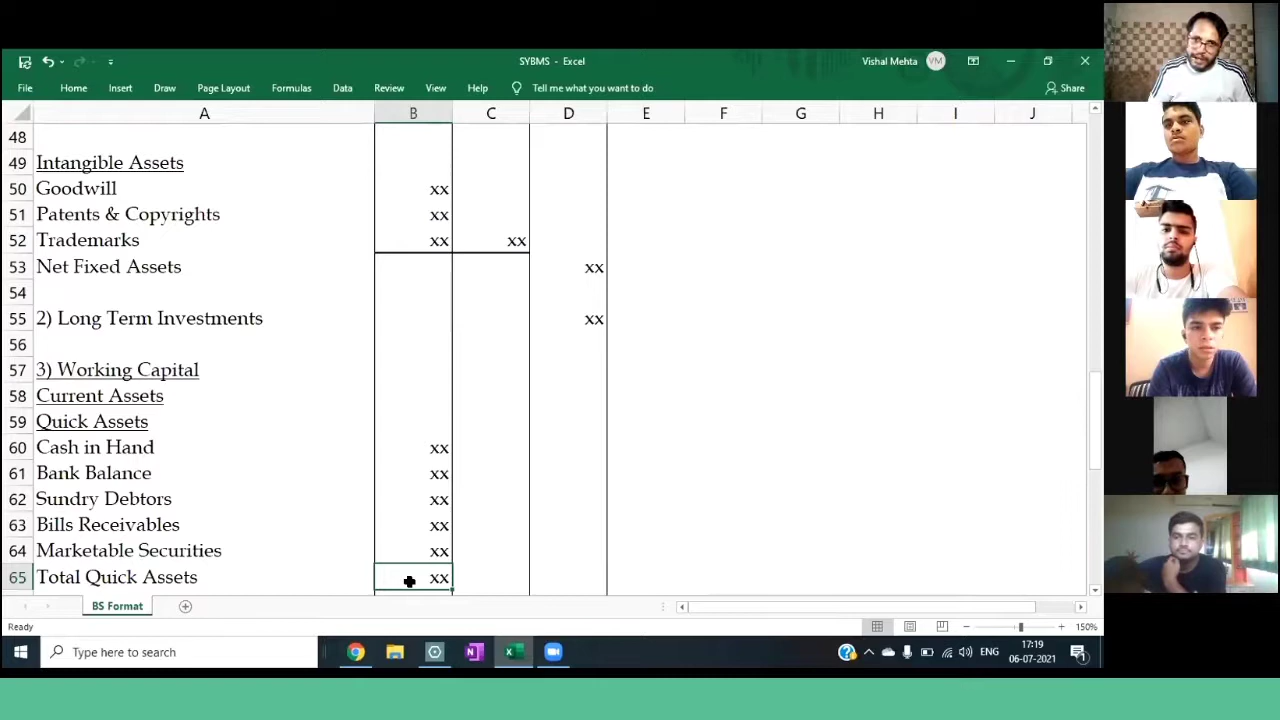 SYBMS - Excel
Vishal Mehta VM
File Home Insert Draw Page Layout Formulas Data Review View Help Tell me what you want to do Share
A B C D E F G H I J
48
49 Intangible Assets
50 Goodwill xx
51 Patents & Copyrights xx
52 Trademarks xx xx
53 Net Fixed Assets xx
54
55 2) Long Term Investments xx
56
57 3) Working Capital
58 Current Assets
59 Quick Assets
60 Cash in Hand xx
61 Bank Balance xx
62 Sundry Debtors xx
63 Bills Receivables xx
64 Marketable Securities xx
65 Total Quick Assets xx
BS Format
Ready 150%
Type here to search
ENG
17:19
06-07-2021
1